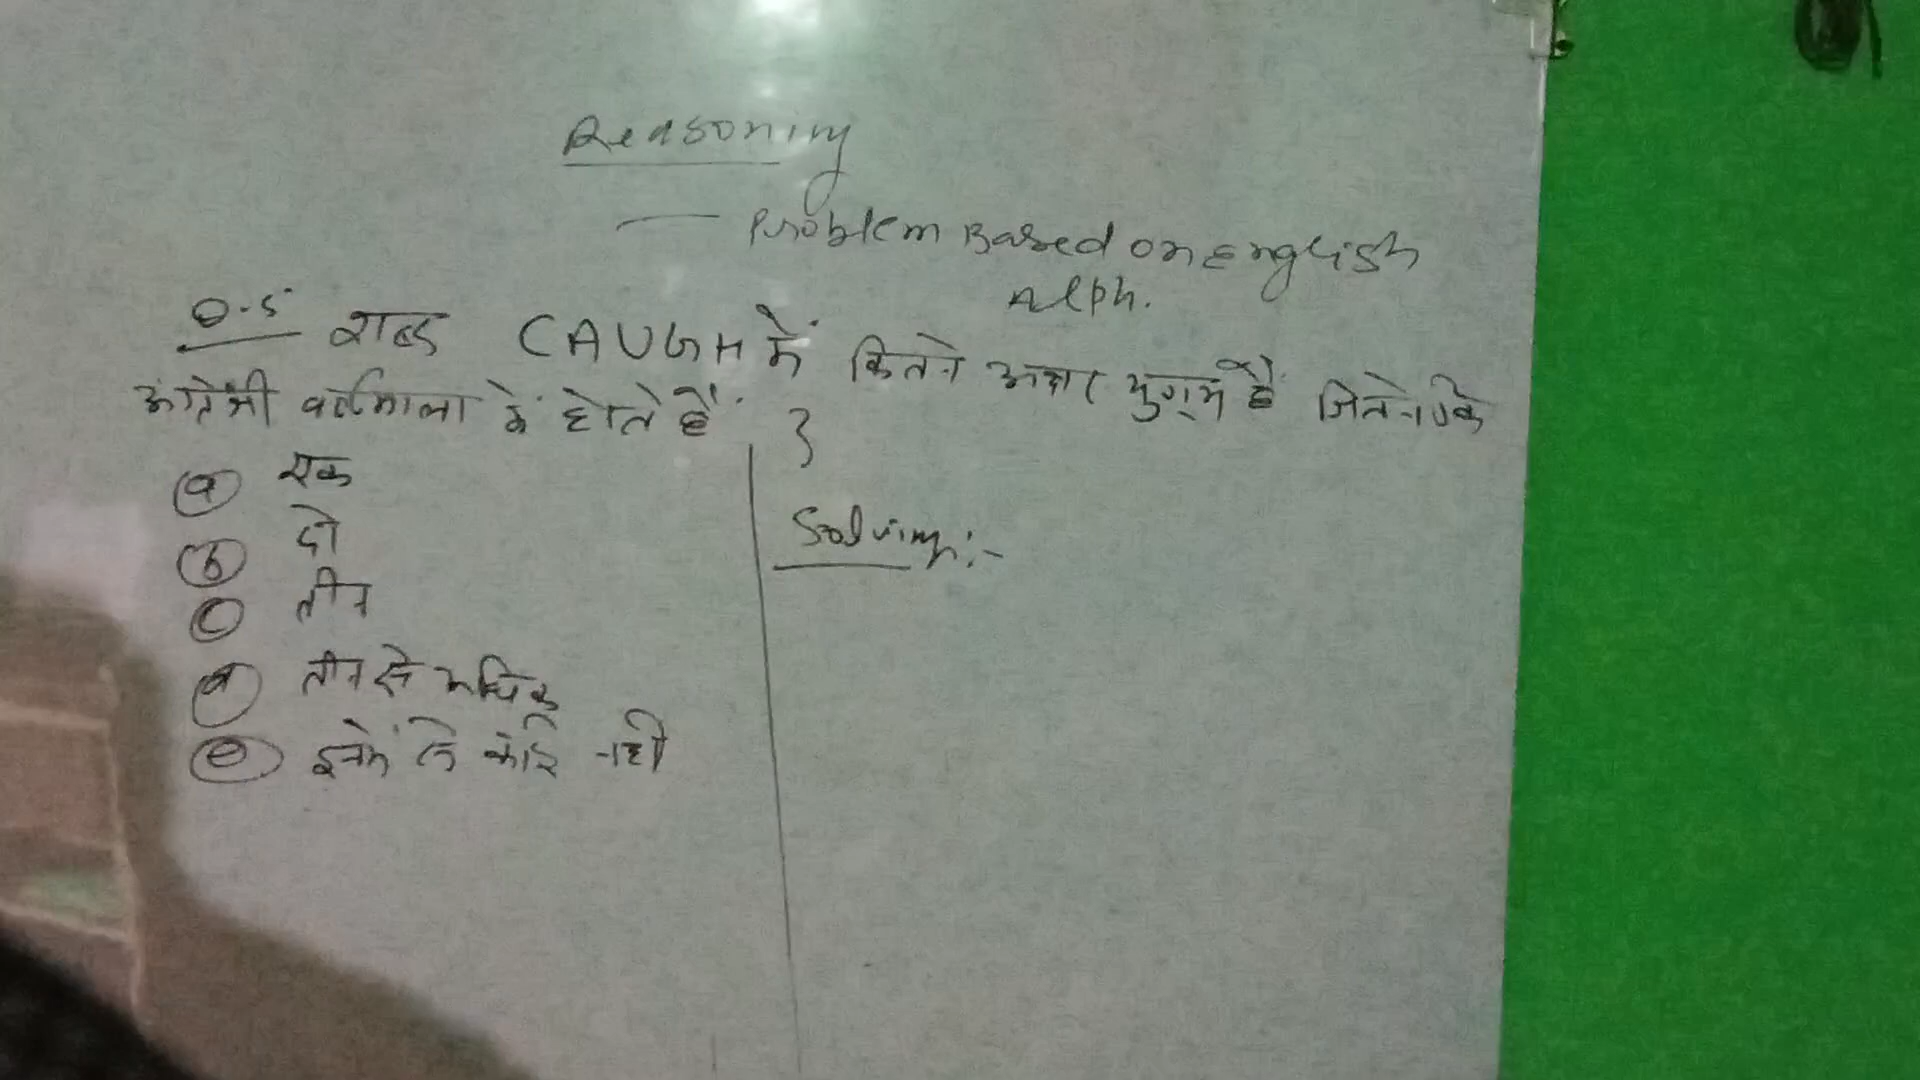 Reasoning
Problem Based on English
Alph.
Q.5 शब्द CAUGH में कितने अक्षर युग्म हैं जितने कि
अंग्रेजी वर्णमाला के होते हैं ?
(a) एक
(b) दो
(c) तीन
(d) तीन से अधिक
(e) इनमें से कोई नही
Solving:-